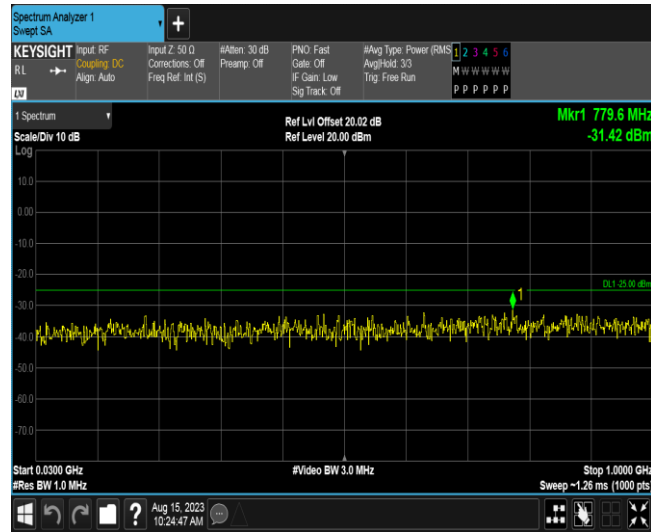 Spectrum Analyzer 1
Swept SA
+
KEYSIGHT Input: RF Input Z: 50 Ω #Atten: 30 dB PNO: Fast #Avg Type: Power (RMS 1 2 3 4 5 6
RL Coupling: DC Corrections: Off Preamp: Off Gate: Off Avg|Hold: 3/3 M W W W W W
Align: Auto Freq Ref: Int (S) IF Gain: Low Trig: Free Run
Sig Track: Off P P P P P P
LXI
1 Spectrum Ref Lvl Offset 20.02 dB Mkr1 779.6 MHz
Scale/Div 10 dB Ref Level 20.00 dBm -31.42 dBm
Log
10.0
0.00
-10.0
-20.0
DL1 -25.00 dBm
1
-30.0
-40.0
-50.0
-60.0
-70.0
Start 0.0300 GHz #Video BW 3.0 MHz Stop 1.0000 GHz
#Res BW 1.0 MHz Sweep ~1.26 ms (1000 pts)
? Aug 15, 2023
10:24:47 AM